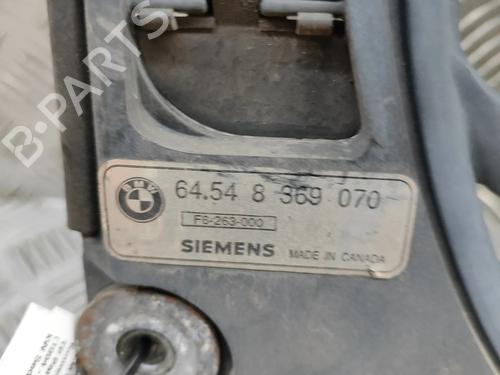 B-PARTS
BMW
64.54 8 369 070
F6-263-000
SIEMENS MADE IN CANADA